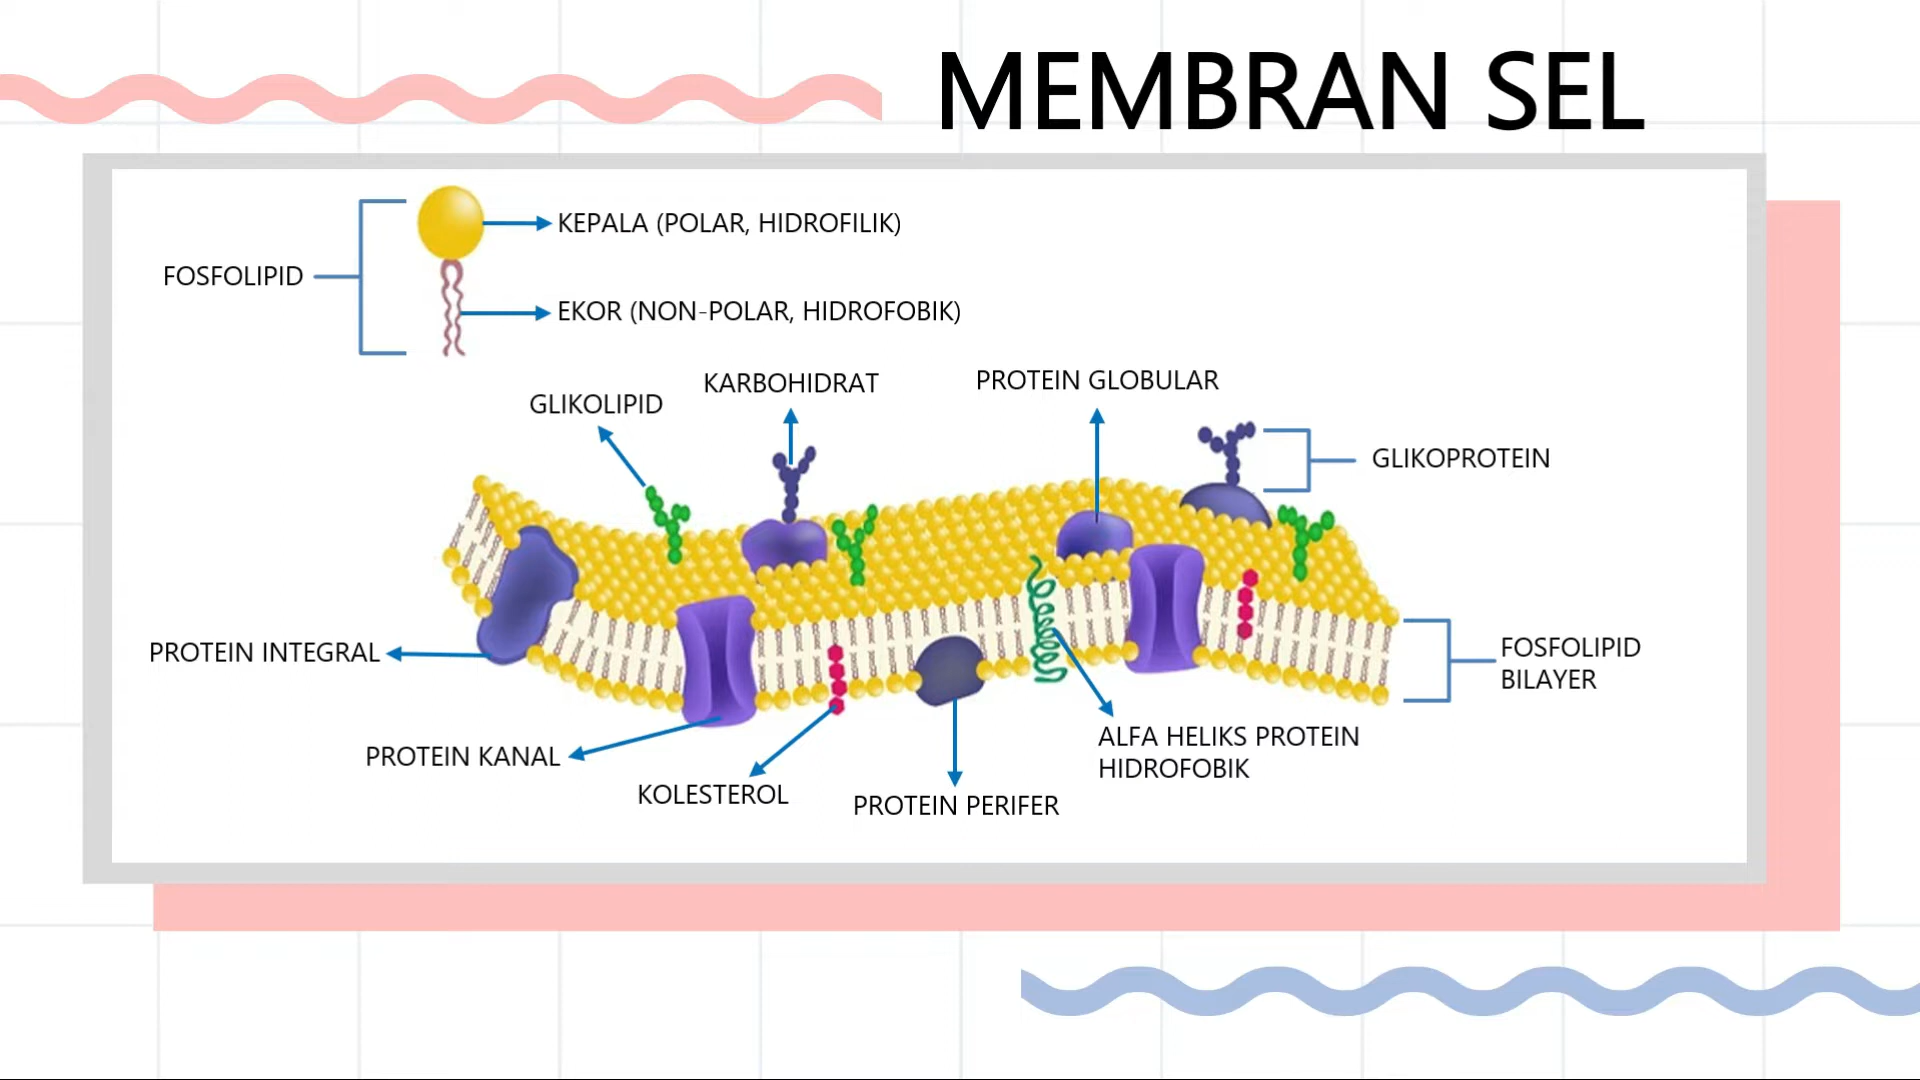 MEMBRAN SEL
KEPALA (POLAR, HIDROFILIK)
FOSFOLIPID
EKOR (NON-POLAR, HIDROFOBIK)
KARBOHIDRAT
PROTEIN GLOBULAR
GLIKOLIPID
GLIKOPROTEIN
PROTEIN INTEGRAL
FOSFOLIPID
BILAYER
PROTEIN KANAL
ALFA HELIKS PROTEIN
HIDROFOBIK
KOLESTEROL
PROTEIN PERIFER